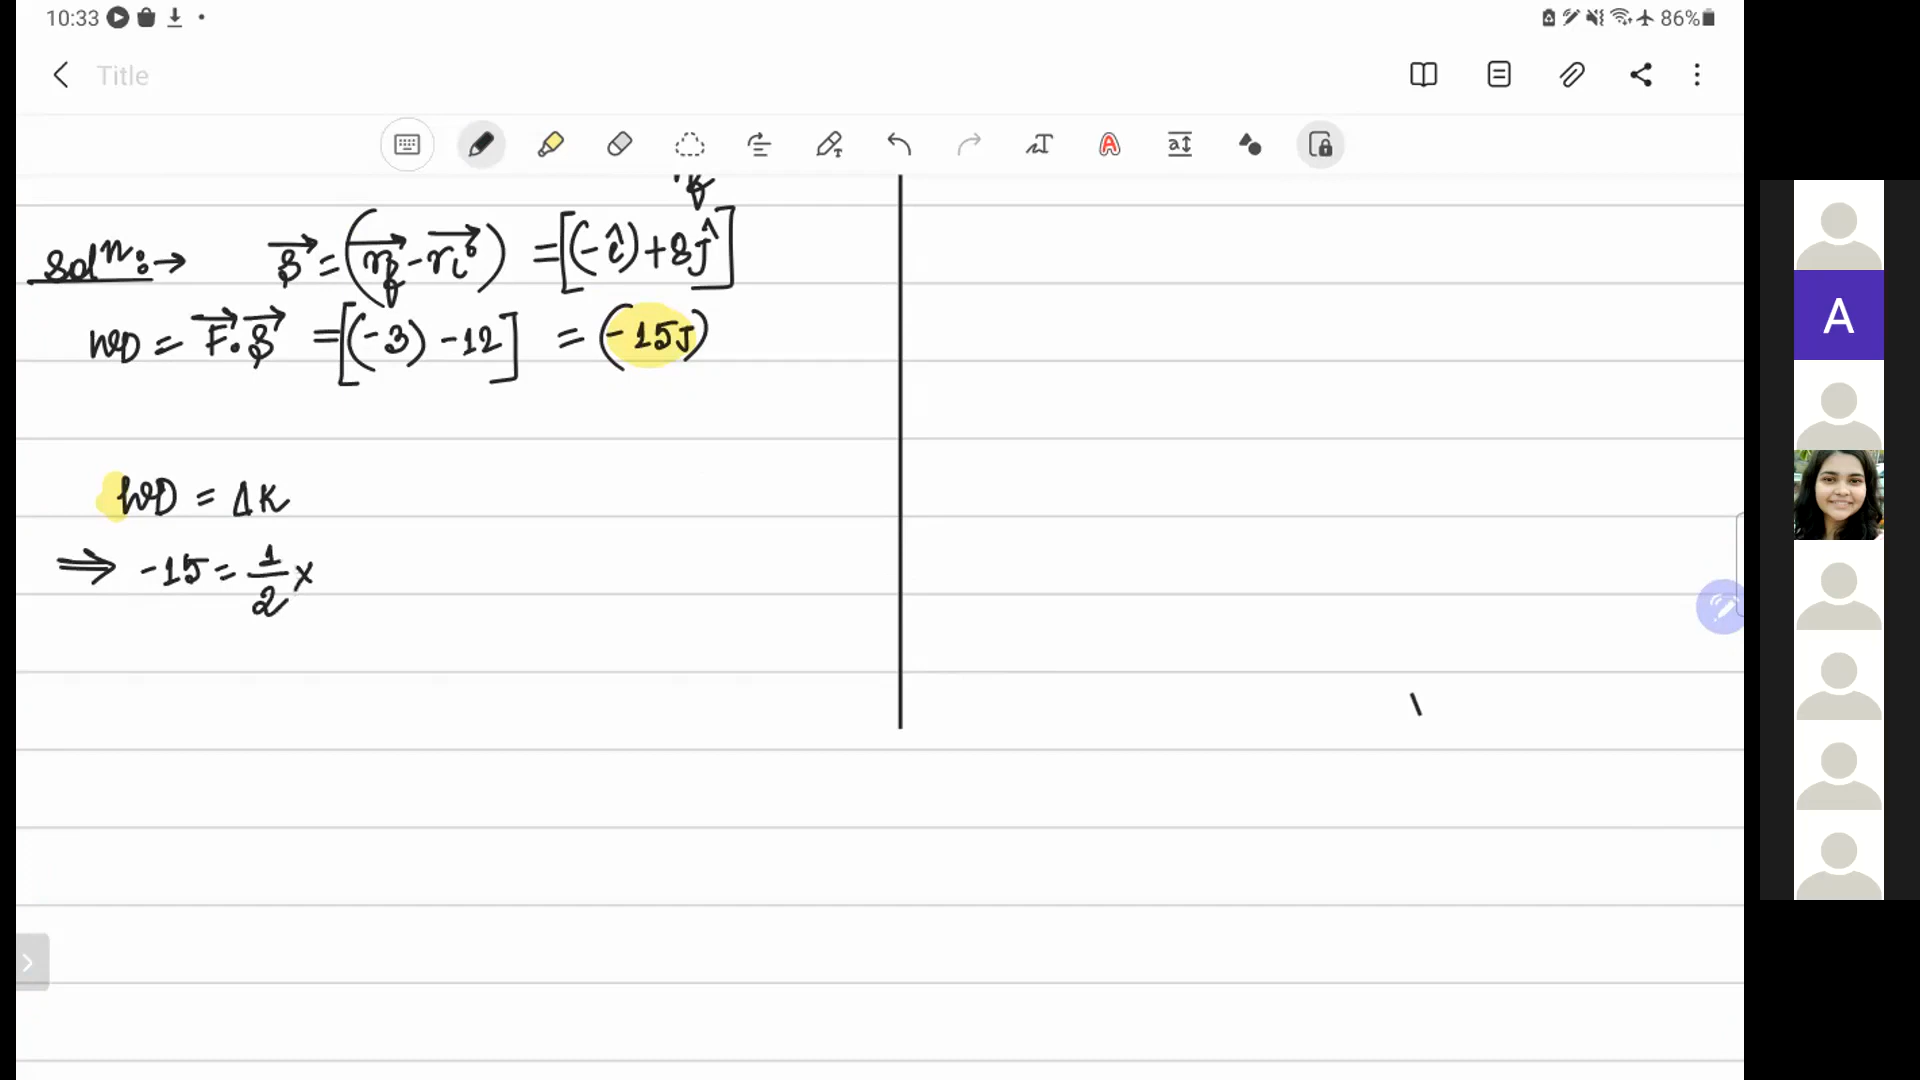 10:33
86%
Title
Solⁿ:→ S⃗ = (r⃗f - r⃗i) = [(-î) + 8ĵ]
WD = F⃗.S⃗ = [(-3) -12] = (-15J)
WD = ΔK
⇒ -15 = 1/2 x
A